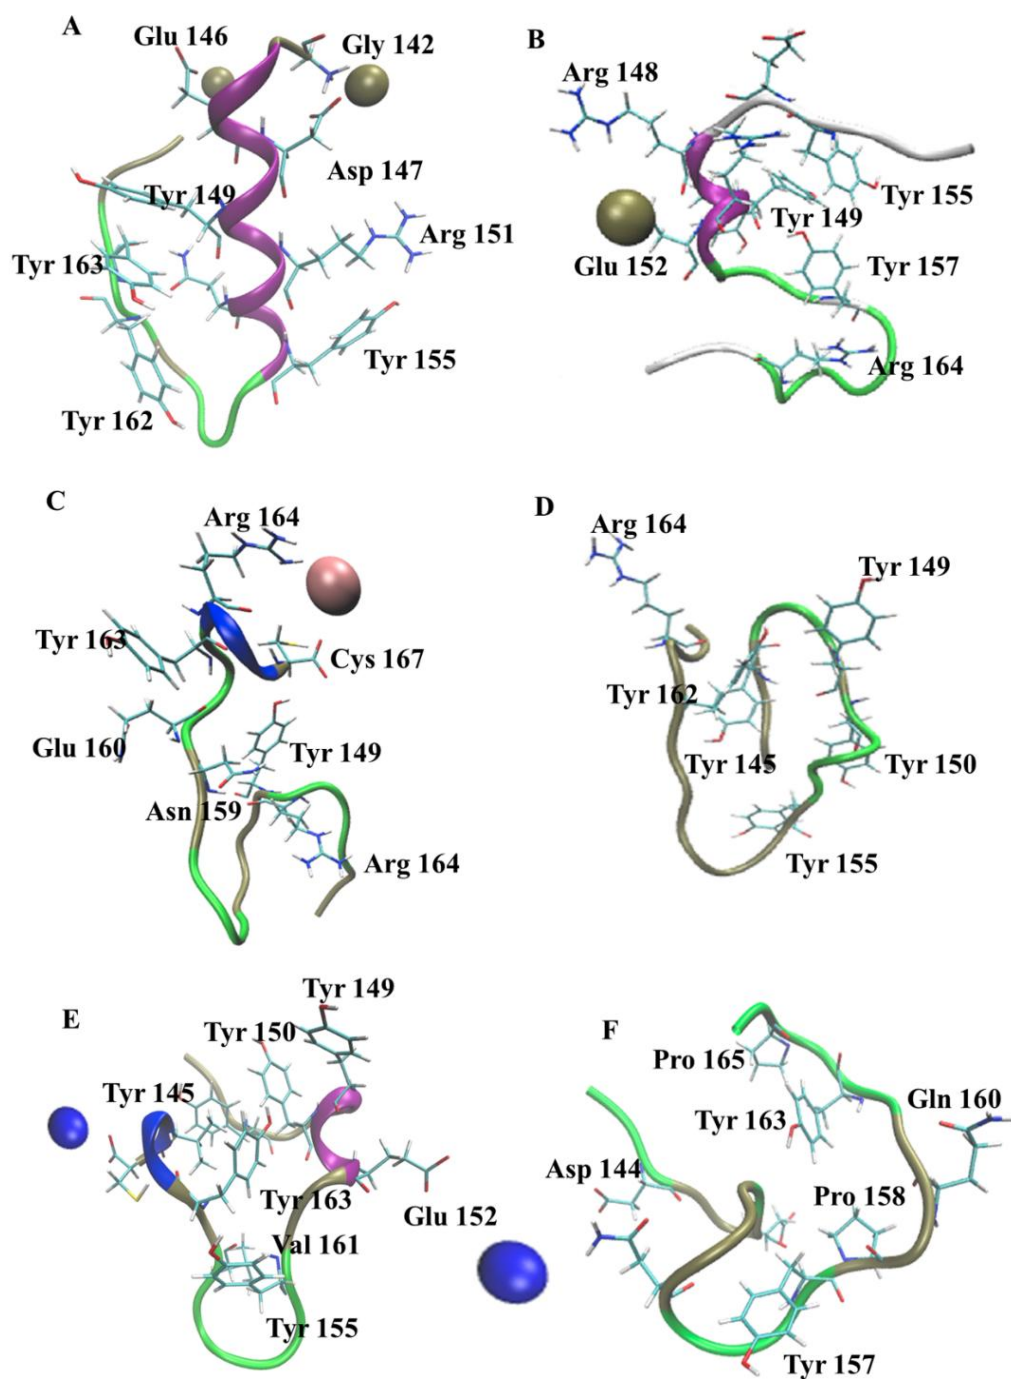 A
Glu 146
Gly 142
Asp 147
Tyr 149
Arg 151
Tyr 163
Tyr 155
Tyr 162
B
Arg 148
Tyr 155
Tyr 149
Glu 152
Tyr 157
Arg 164
C
Arg 164
Tyr 163
Cys 167
Glu 160
Tyr 149
Asn 159
Arg 164
D
Arg 164
Tyr 149
Tyr 162
Tyr 145
Tyr 150
Tyr 155
E
Tyr 149
Tyr 150
Tyr 145
Tyr 163
Glu 152
Val 161
Tyr 155
F
Pro 165
Gln 160
Tyr 163
Asp 144
Pro 158
Tyr 157